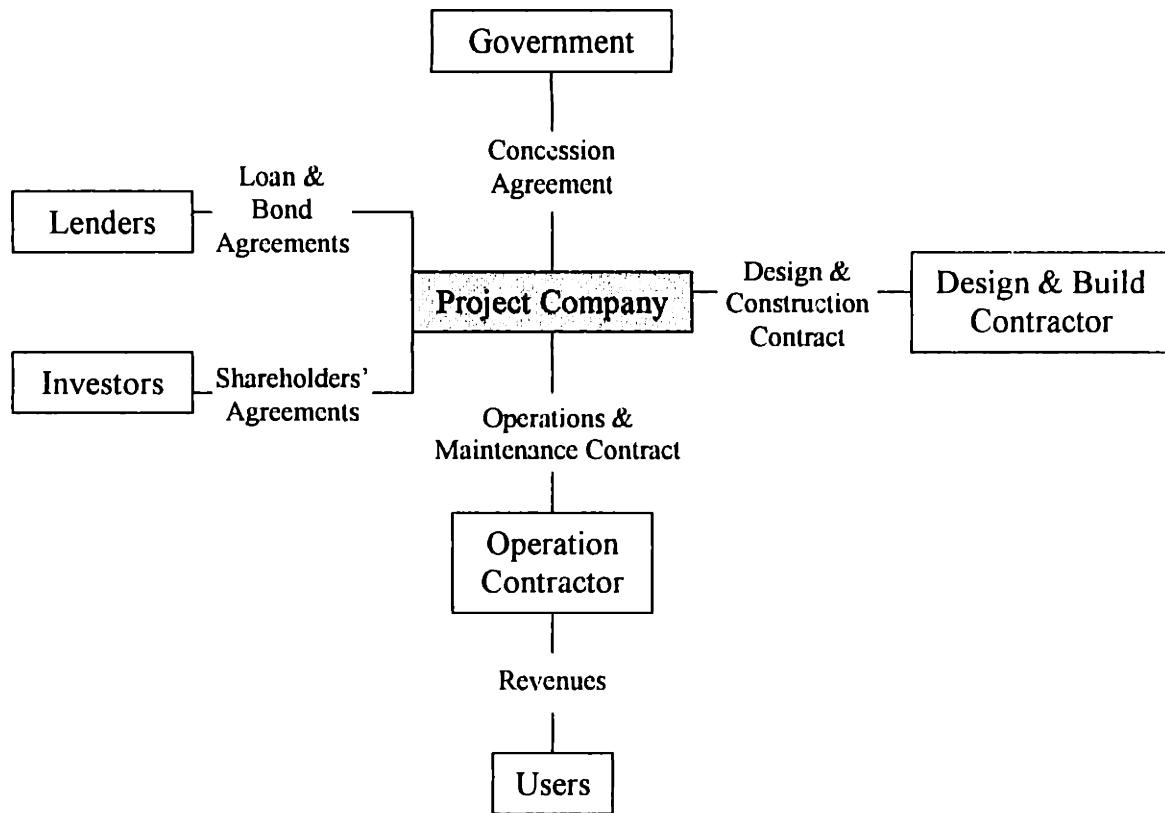 Government
Concession
Agreement
Loan &
Bond
Agreements
Lenders
Project Company
Design &
Construction
Contract
Design & Build
Contractor
Investors
Shareholders'
Agreements
Operations &
Maintenance Contract
Operation
Contractor
Revenues
Users